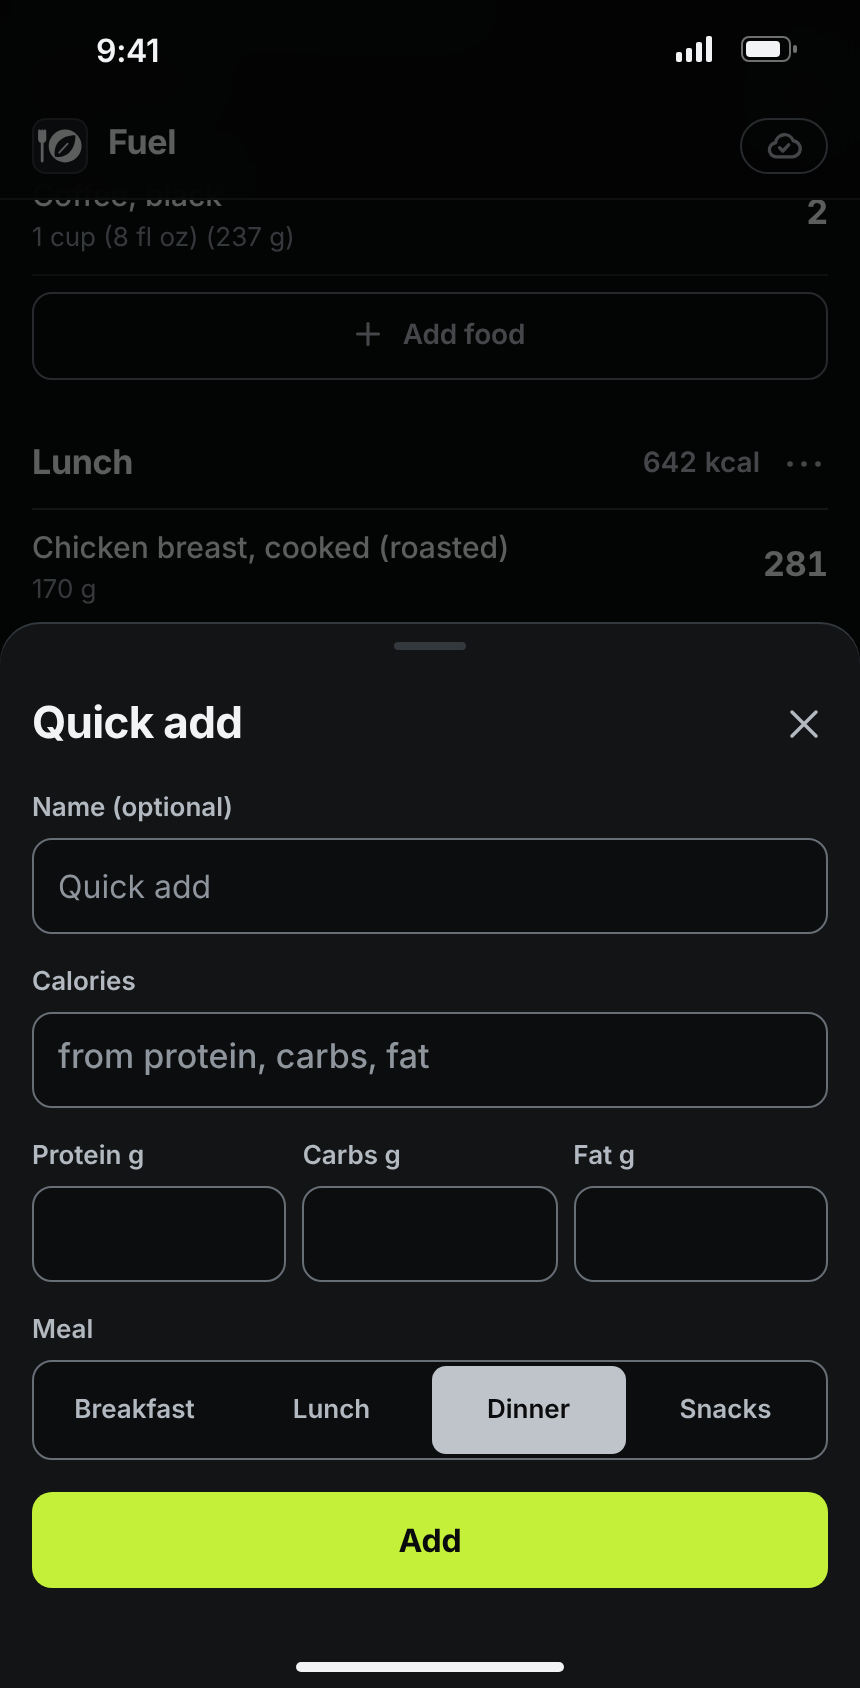 9:41
Fuel
Coffee, black
2
1 cup (8 fl oz) (237 g)
Add food
Lunch
642 kcal
Chicken breast, cooked (roasted)
281
170 g
Quick add
Name (optional)
Quick add
Calories
from protein, carbs, fat
Protein g Carbs g Fat g
Meal
Breakfast Lunch Dinner Snacks
Add